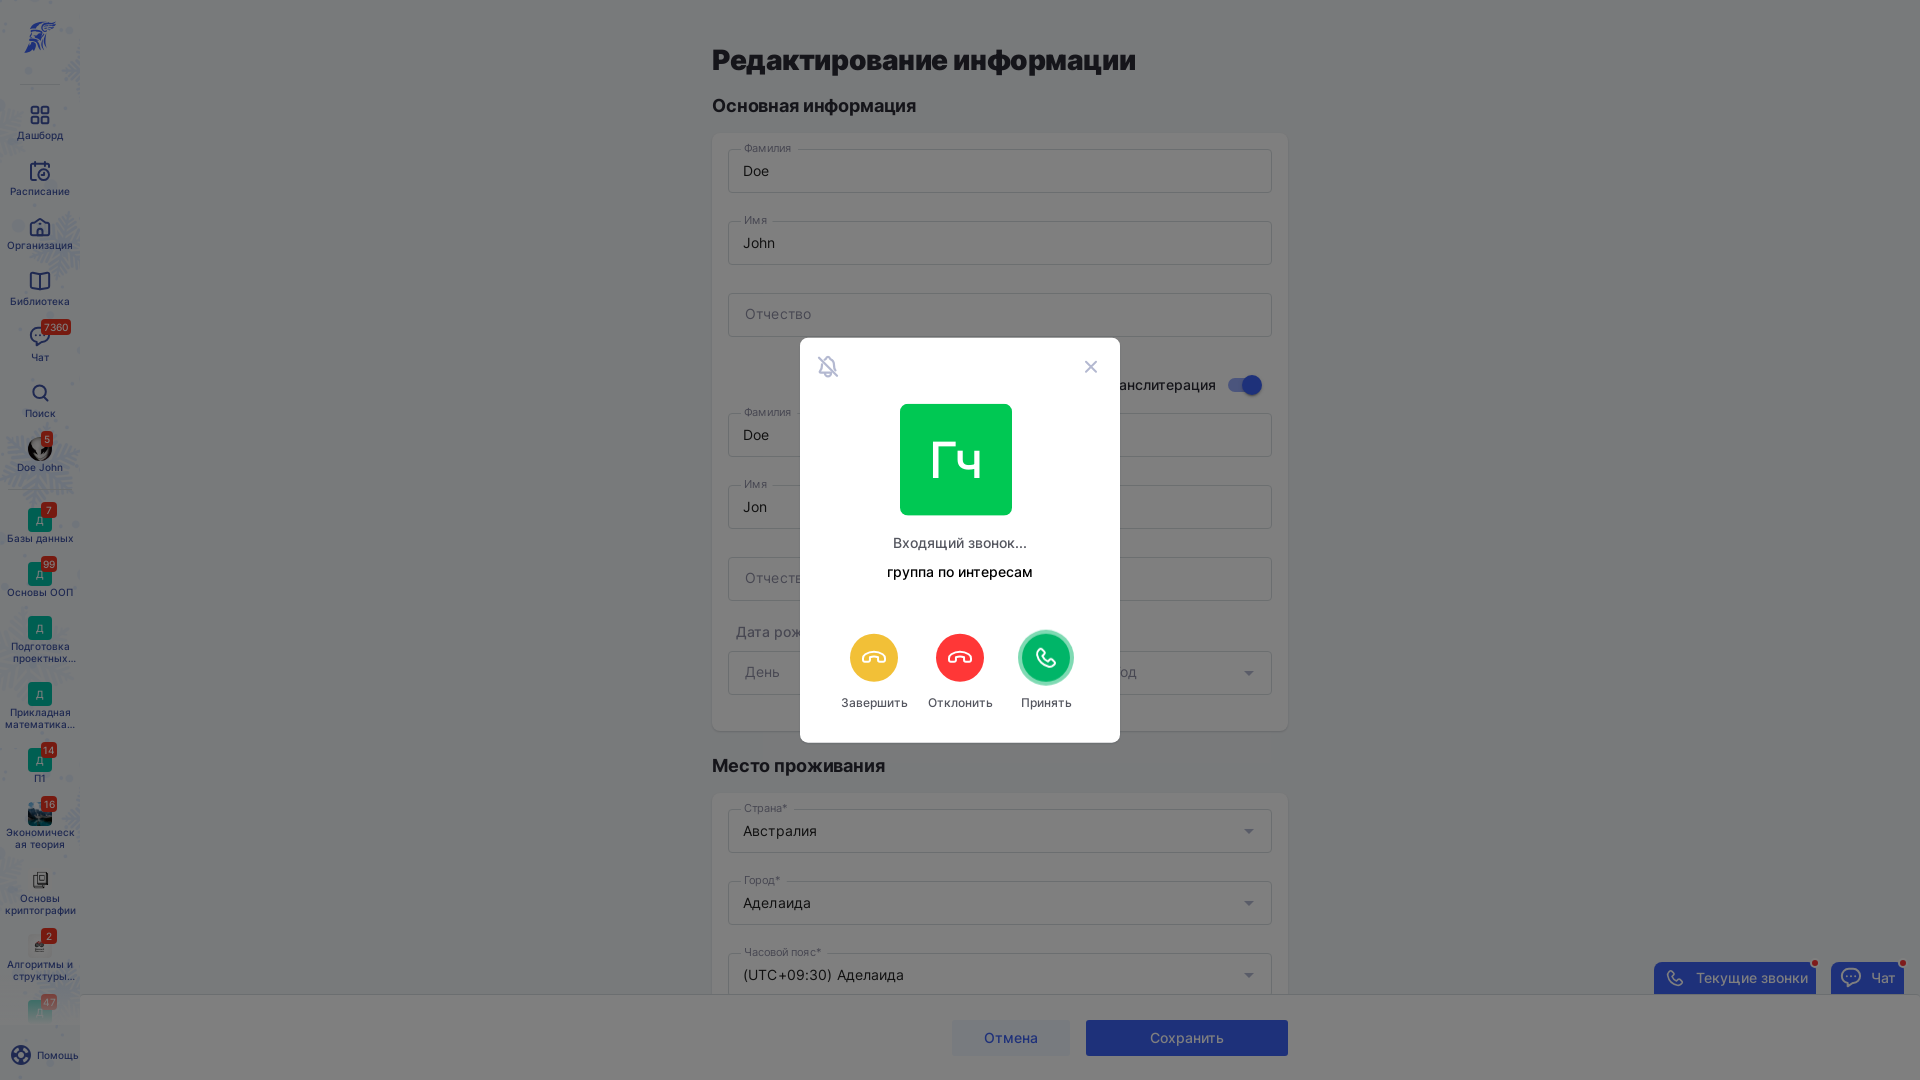 Дашборд
Расписание
Организация
Библиотека
7360
Чат
Поиск
5
Doe John
7
Д
Базы данных
99
Д
Основы ООП
Д
Подготовка
проектных...
Д
Прикладная
математика...
14
Д
П1
16
Экономическ
ая теория
Основы
криптографии
2
Алгоритмы и
структуры...
47
Д
Помощь
Редактирование информации
Основная информация
Фамилия
Doe
Имя
John
Отчество
анслитерация
Фамилия
Doe
Имя
Jon
Отчеств
Дата рож
День
од
Гч
Входящий звонок...
группа по интересам
Завершить
Отклонить
Принять
Место проживания
Страна*
Австралия
Город*
Аделаида
Часовой пояс*
(UTC+09:30) Аделаида
Текущие звонки
Чат
Отмена
Сохранить